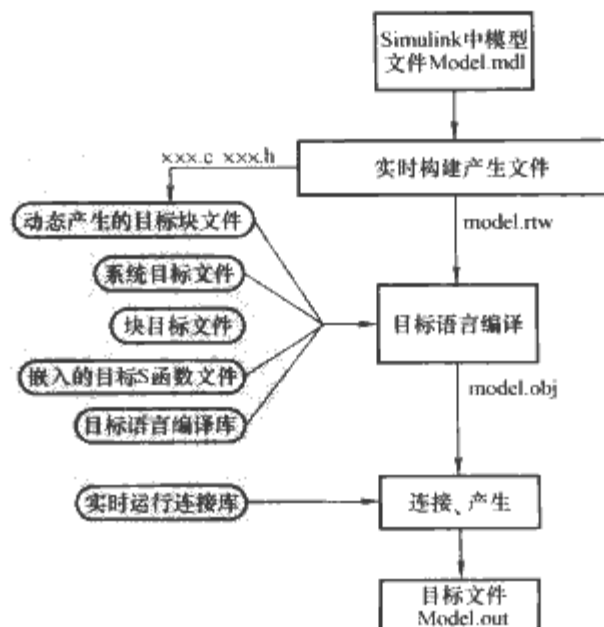 Simulink中模型
文件Model.mdl
xxx.c xxx.h
实时构建产生文件
动态产生的目标块文件
model.rtw
系统目标文件
块目标文件
目标语言编译
嵌入的目标S函数文件
model.obj
目标语言编译库
实时运行连接库
连接、产生
目标文件
Model.out